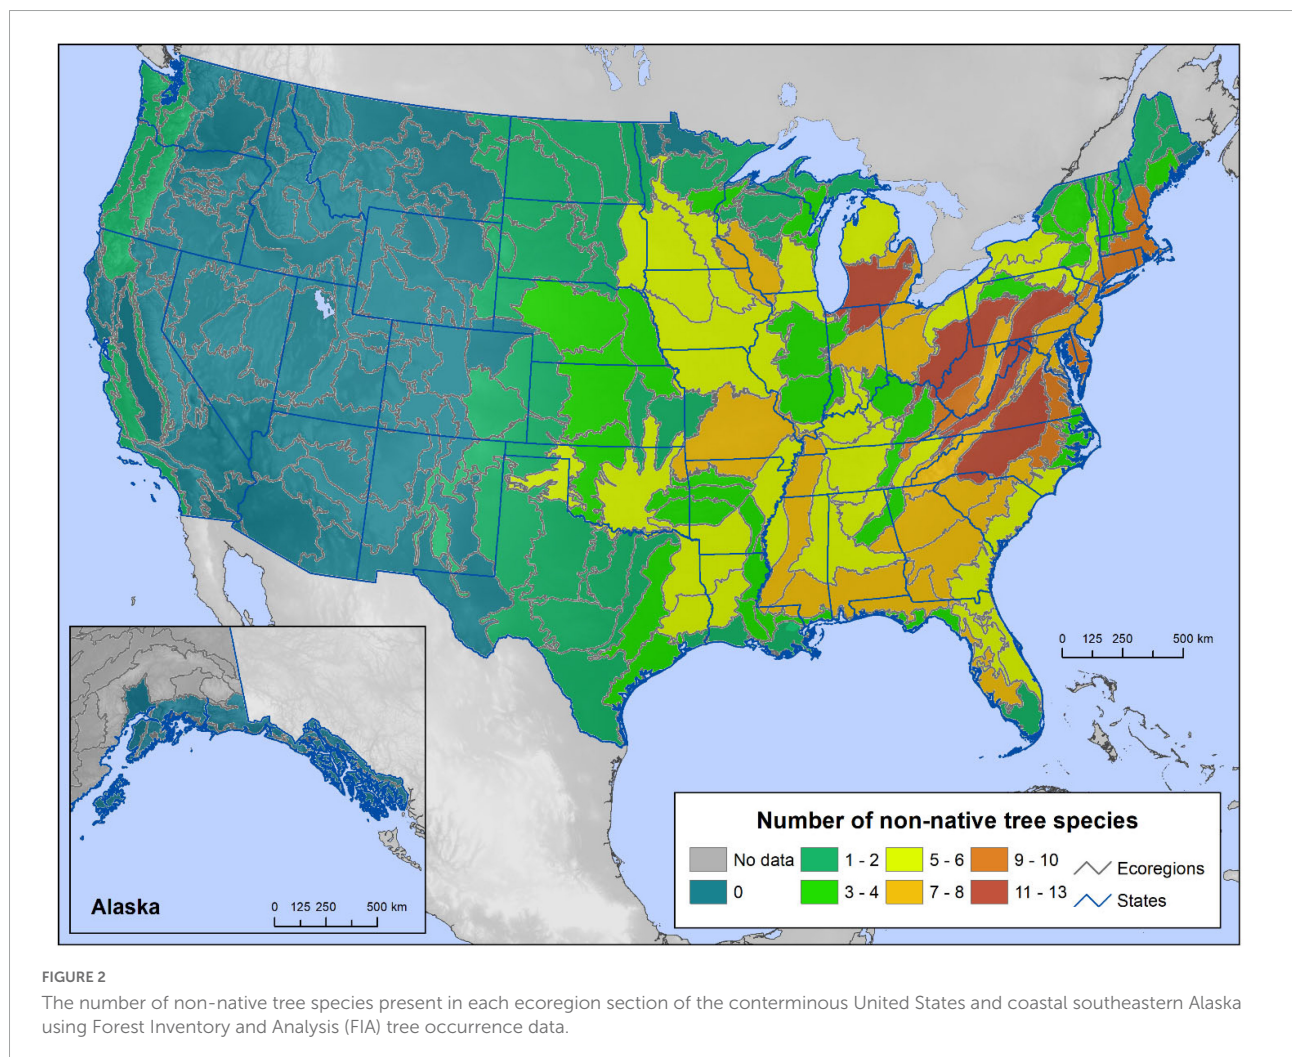 0 125 250 500 km
Alaska
0 125 250 500 km
Number of non-native tree species
No data
1 - 2
5 - 6
9 - 10
Ecoregions
0
3 - 4
7 - 8
11 - 13
States
FIGURE 2
The number of non-native tree species present in each ecoregion section of the conterminous United States and coastal southeastern Alaska
using Forest Inventory and Analysis (FIA) tree occurrence data.